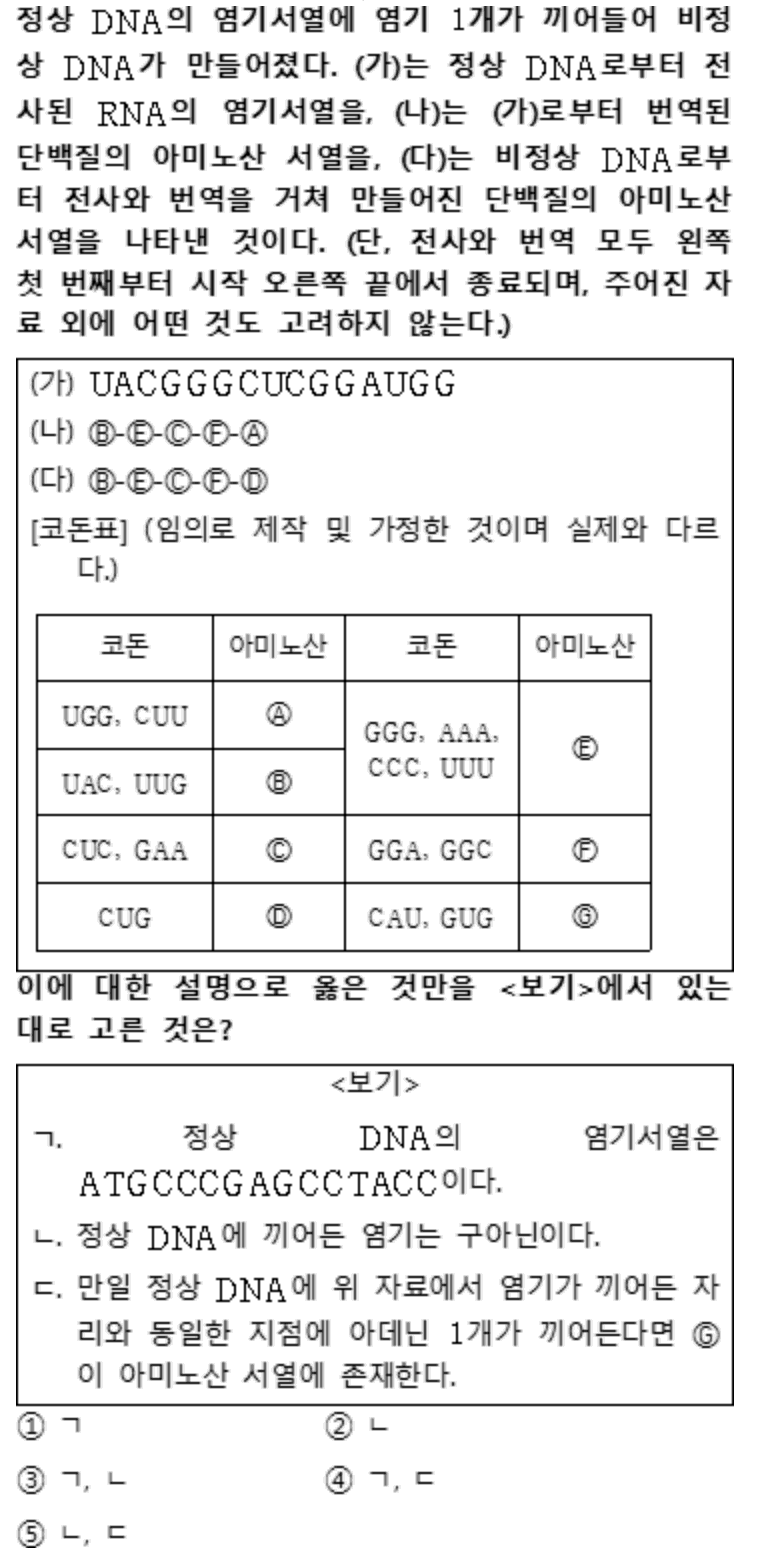 정상 DNA의 염기서열에 염기 1개가 끼어들어 비정
상 DNA가 만들어졌다. (가)는 정상 DNA로부터 전
사된 RNA의 염기서열을, (나)는 (가)로부터 번역된
단백질의 아미노산 서열을, (다)는 비정상 DNA로부
터 전사와 번역을 거쳐 만들어진 단백질의 아미노산
서열을 나타낸 것이다. (단, 전사와 번역 모두 왼쪽
첫 번째부터 시작 오른쪽 끝에서 종료되며, 주어진 자
료 외에 어떤 것도 고려하지 않는다.)
(가) UACGGGCUCGGAUGG
(나) Ⓑ-Ⓔ-Ⓒ-Ⓕ-Ⓐ
(다) Ⓑ-Ⓔ-Ⓒ-Ⓕ-Ⓓ
[코돈표] (임의로 제작 및 가정한 것이며 실제와 다르
다.)
코돈 아미노산 코돈 아미노산
UGG, CUU Ⓐ GGG, AAA,
CCC, UUU Ⓔ
UAC, UUG Ⓑ
CUC, GAA Ⓒ GGA, GGC Ⓕ
CUG Ⓓ CAU, GUG Ⓖ
이에 대한 설명으로 옳은 것만을 <보기>에서 있는
대로 고른 것은?
<보기>
ㄱ. 정상 DNA의 염기서열은
ATGCCCGAGCCTACC이다.
ㄴ. 정상 DNA에 끼어든 염기는 구아닌이다.
ㄷ. 만일 정상 DNA에 위 자료에서 염기가 끼어든 자
리와 동일한 지점에 아데닌 1개가 끼어든다면 Ⓖ
이 아미노산 서열에 존재한다.
① ㄱ ② ㄴ
③ ㄱ, ㄴ ④ ㄱ, ㄷ
⑤ ㄴ, ㄷ